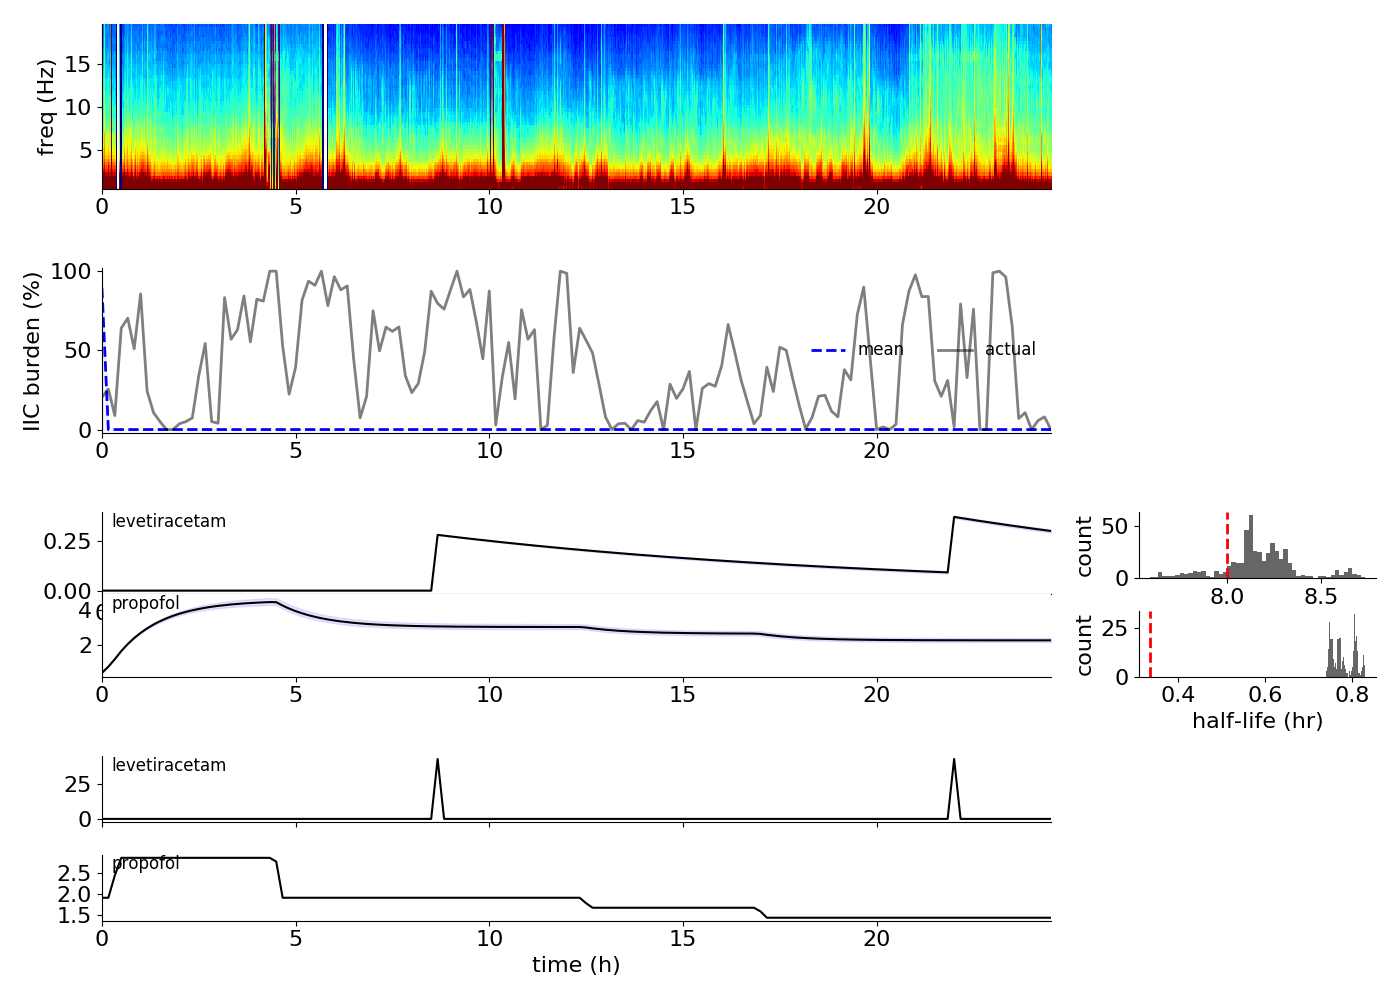 freq (Hz)
15
10
5
0 5 10 15 20
IIC burden (%)
100
50
0
mean actual
0 5 10 15 20
levetiracetam
0.25
0.00
propofol
4
2
0 5 10 15 20
count
50
0
8.0 8.5
count
25
0
0.4 0.6 0.8
half-life (hr)
levetiracetam
25
0
propofol
2.5
2.0
1.5
0 5 10 15 20
time (h)